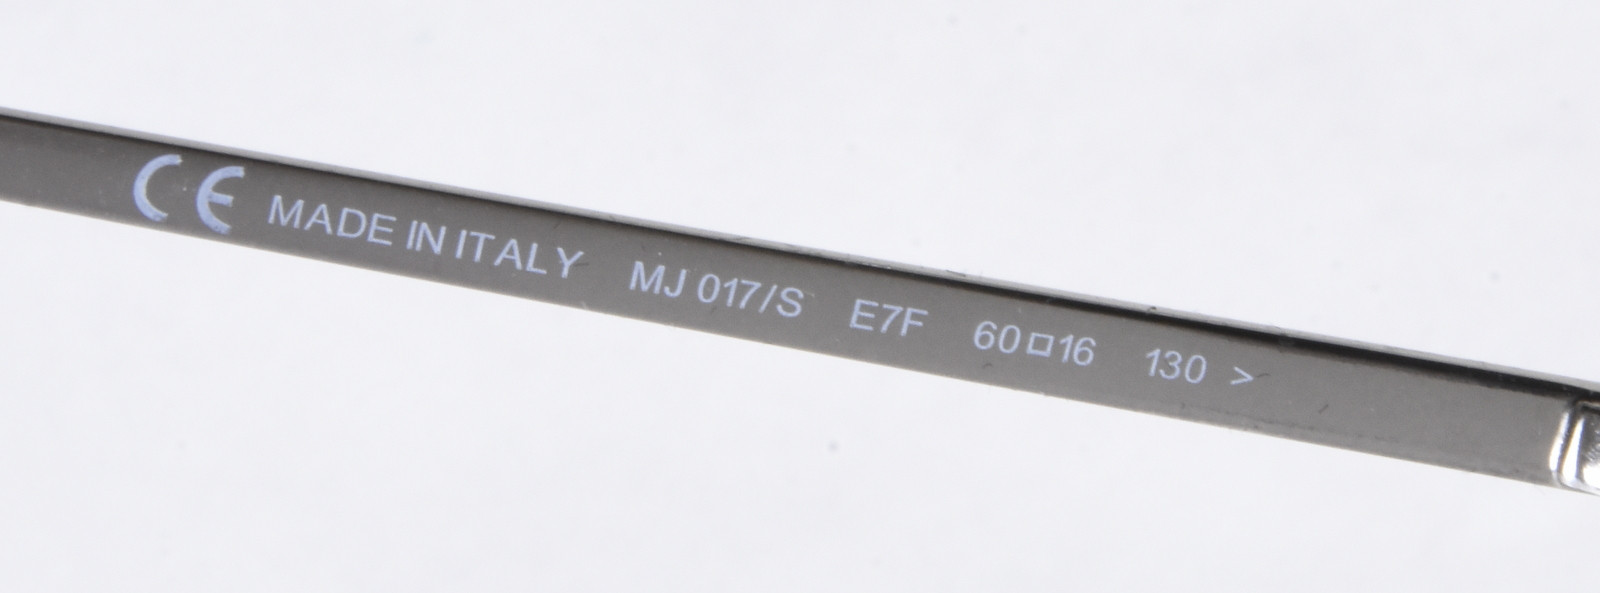 CE MADE IN ITALY MJ 017/S E7F 60□16 130 >